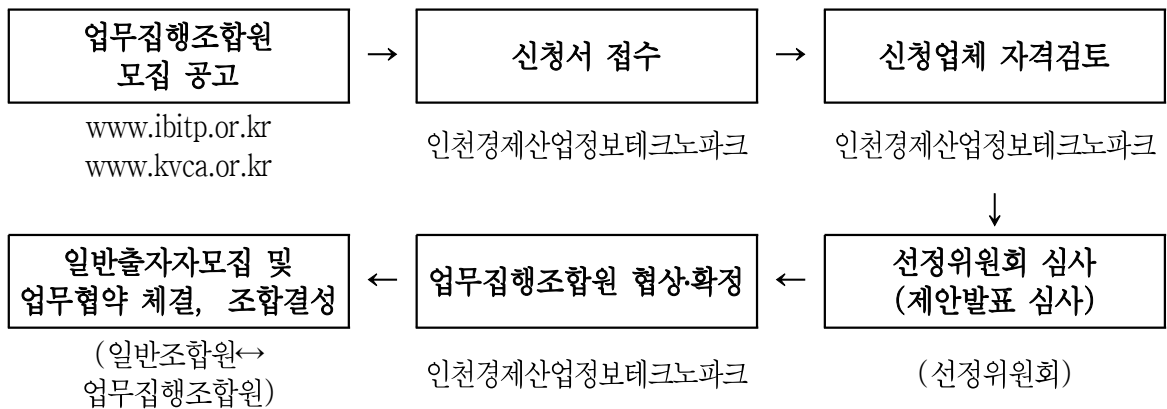 업무집행조합원
모집 공고
→
신청서 접수
→
신청업체 자격검토
www.ibitp.or.kr
www.kvca.or.kr
인천경제산업정보테크노파크
인천경제산업정보테크노파크
↓
일반출자자모집 및
업무협약 체결, 조합결성
←
업무집행조합원 협상·확정
←
선정위원회 심사
(제안발표 심사)
(일반조합원↔
업무집행조합원)
인천경제산업정보테크노파크
(선정위원회)